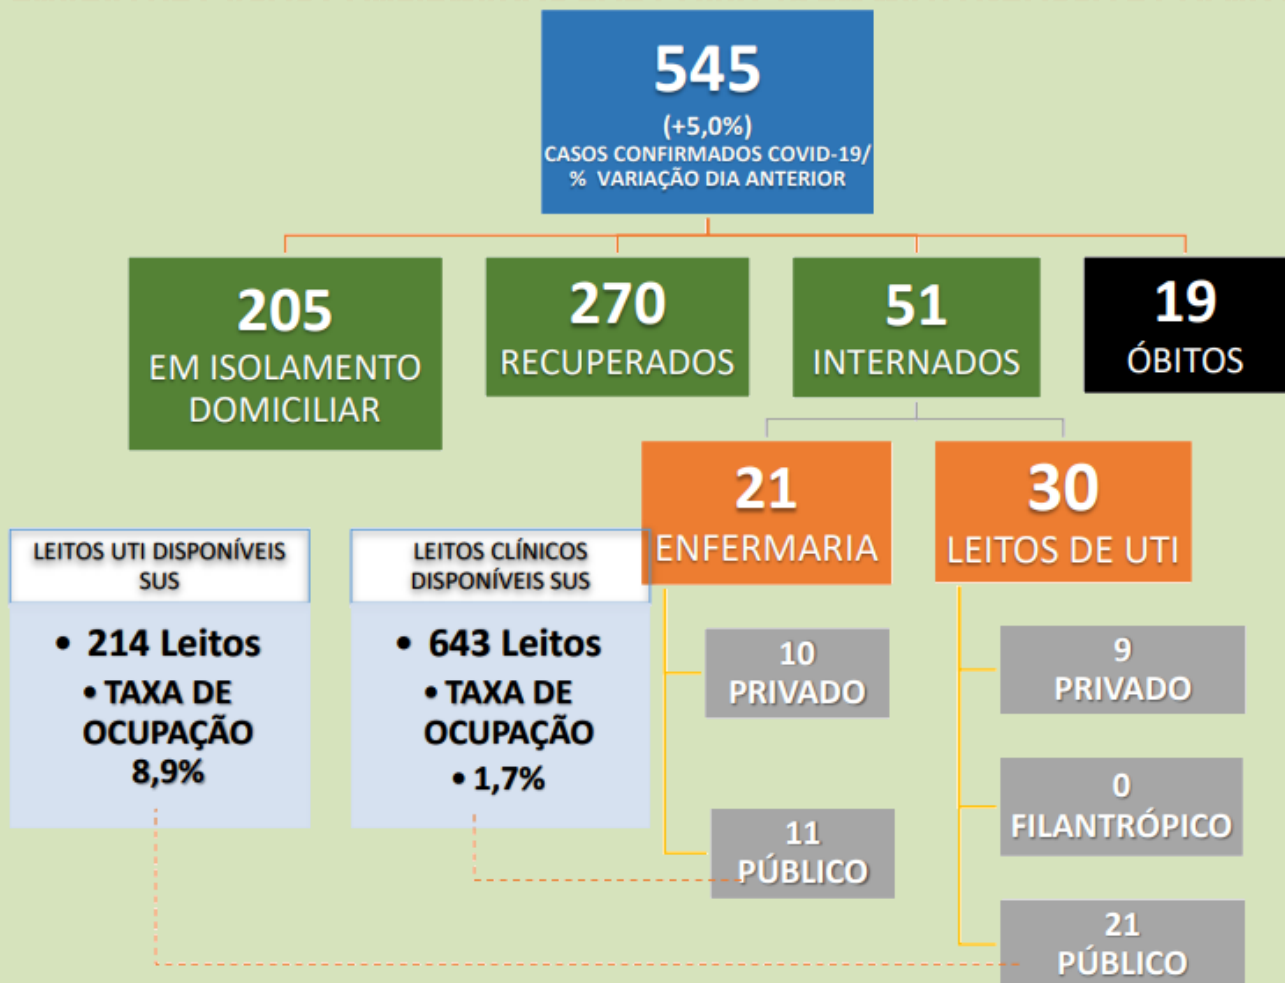 545
(+5,0%)
CASOS CONFIRMADOS COVID-19/
% VARIAÇÃO DIA ANTERIOR
205
EM ISOLAMENTO
DOMICILIAR
270
RECUPERADOS
51
INTERNADOS
19
ÓBITOS
21
ENFERMARIA
30
LEITOS DE UTI
LEITOS UTI DISPONÍVEIS
SUS
• 214 Leitos
• TAXA DE
OCUPAÇÃO
8,9%
LEITOS CLÍNICOS
DISPONÍVEIS SUS
• 643 Leitos
• TAXA DE
OCUPAÇÃO
• 1,7%
10
PRIVADO
11
PÚBLICO
9
PRIVADO
0
FILANTRÓPICO
21
PÚBLICO